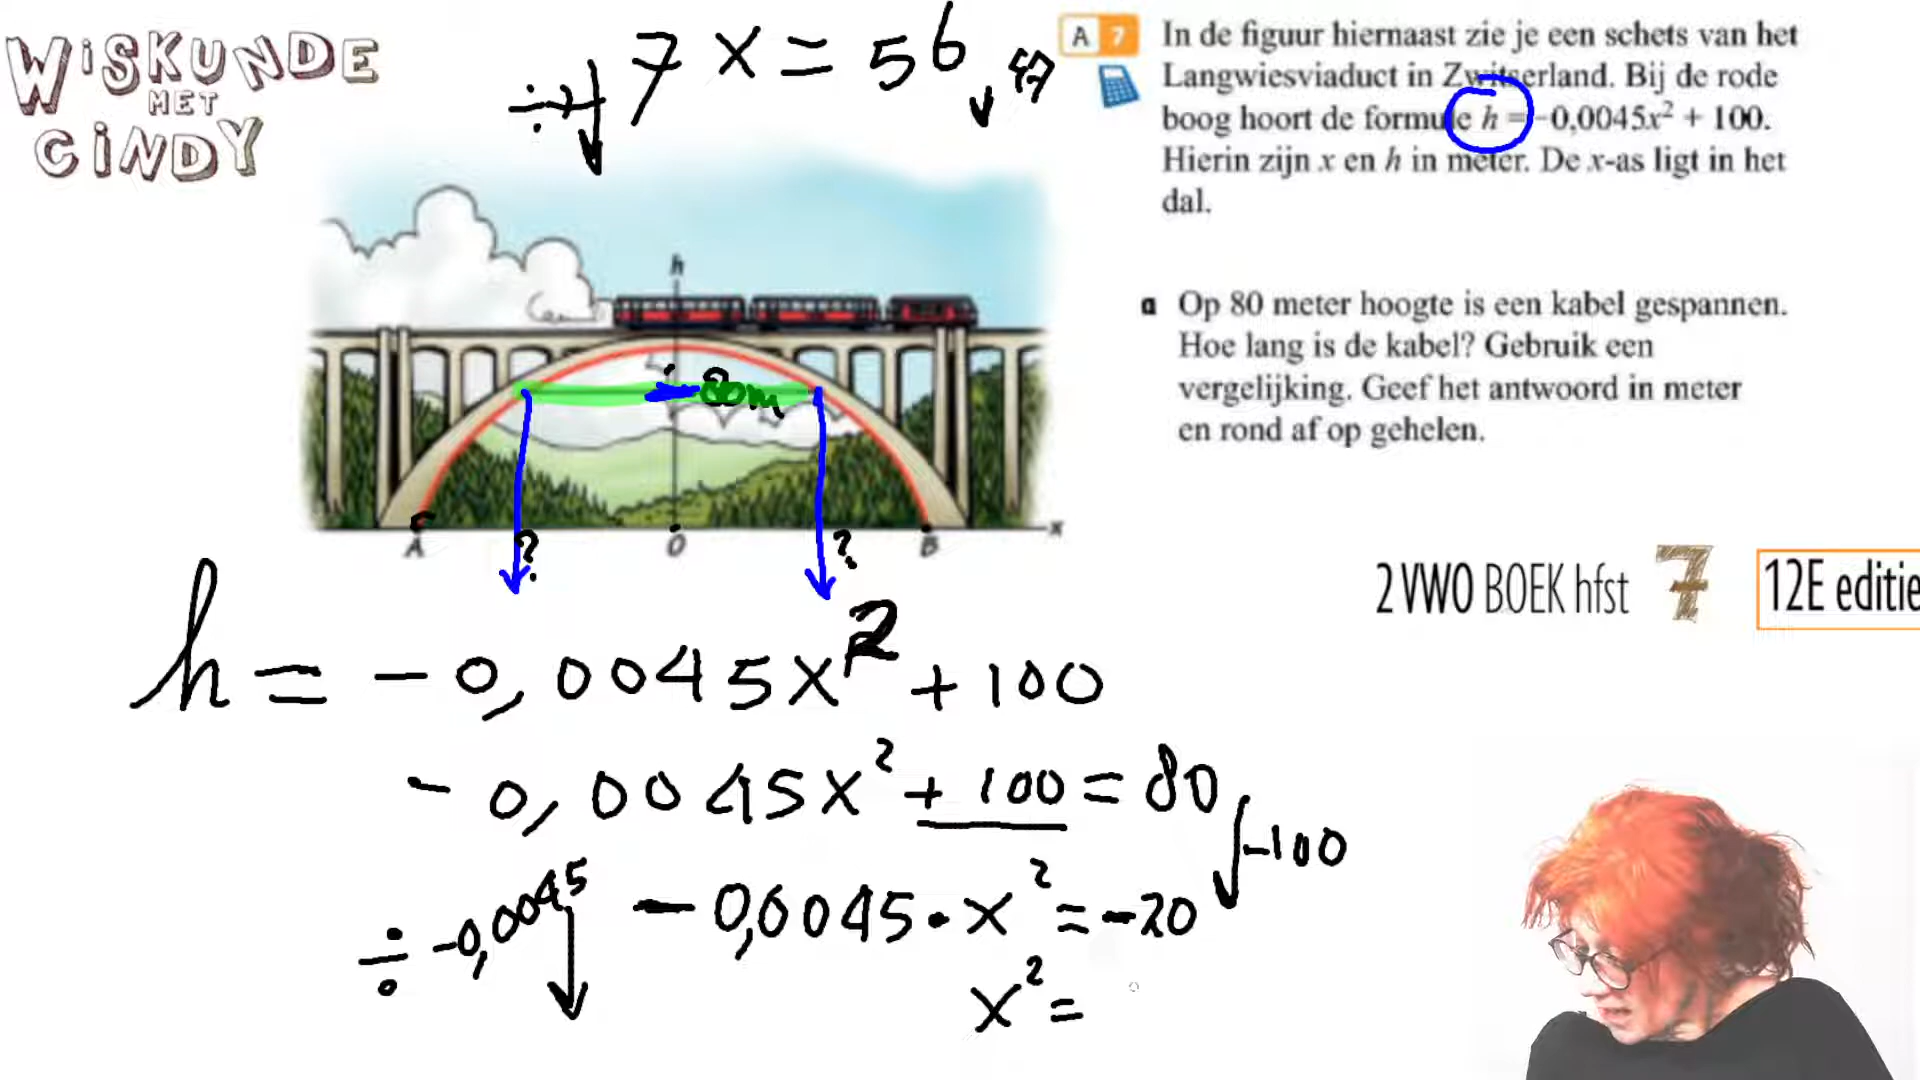 WiSKUNDE
MET
CiNDY
÷7 7x = 56 ÷7
A 7 In de figuur hiernaast zie je een schets van het
Langwiesviaduct in Zwitserland. Bij de rode
boog hoort de formule h = -0,0045x² + 100.
Hierin zijn x en h in meter. De x-as ligt in het
dal.
a Op 80 meter hoogte is een kabel gespannen.
Hoe lang is de kabel? Gebruik een
vergelijking. Geef het antwoord in meter
en rond af op gehelen.
h
80m
A ? O ? B x
2 VWO BOEK hfst 7 12E editie
h = -0,0045x² + 100
-0,0045x² + 100 = 80
-100
÷ -0,0045 -0,0045 · x² = -20
x² =